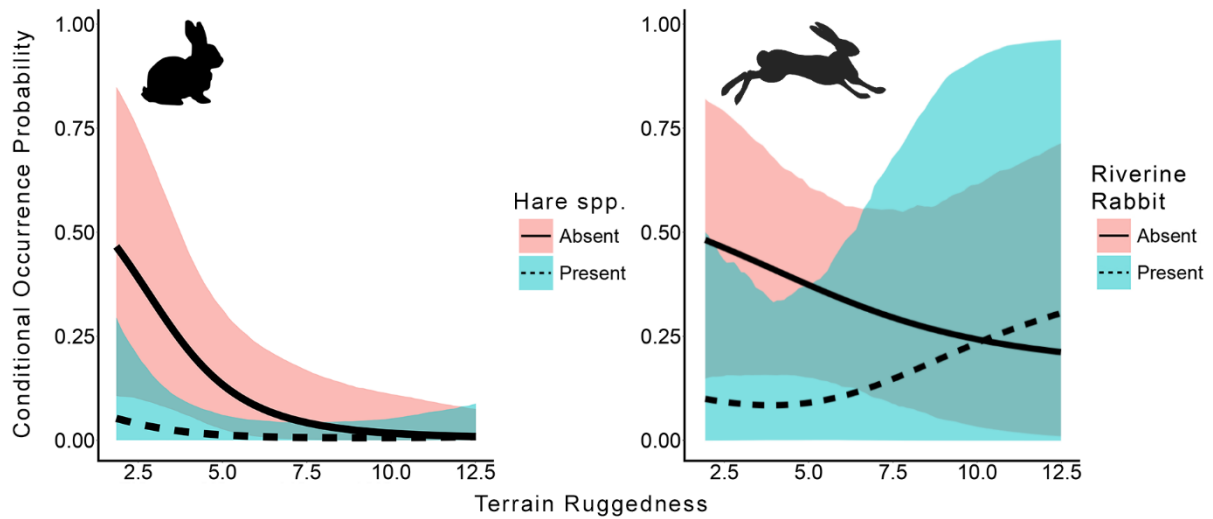 Conditional Occurrence Probability
1.00
0.75
0.50
0.25
0.00
2.5 5.0 7.5 10.0 12.5
Hare spp.
Absent
Present
1.00
0.75
0.50
0.25
0.00
2.5 5.0 7.5 10.0 12.5
Riverine
Rabbit
Absent
Present
Terrain Ruggedness